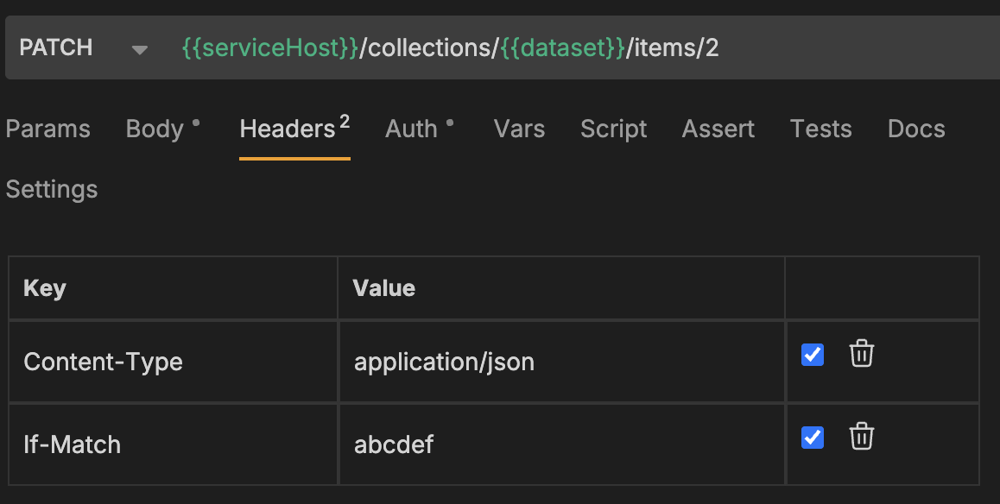 PATCH {{serviceHost}}/collections/{{dataset}}/items/2
Params Body Headers 2 Auth Vars Script Assert Tests Docs
Settings
Key Value
Content-Type application/json
If-Match abcdef